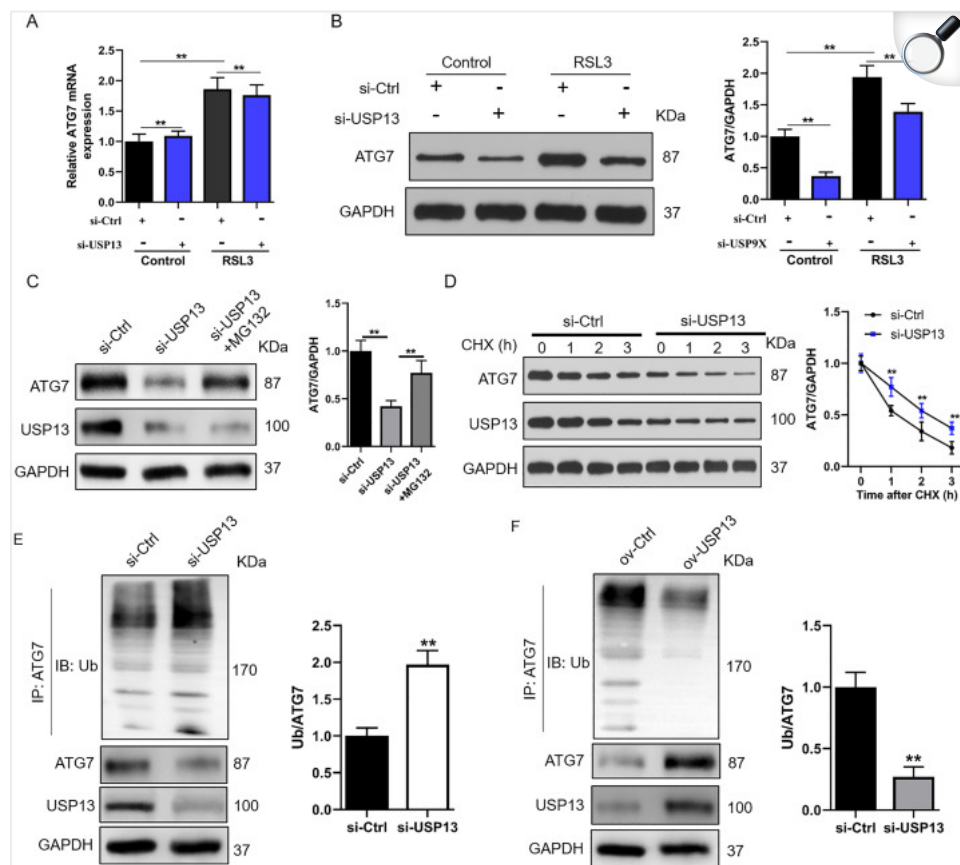 A
Relative ATG7 mRNA
expression
2.5
2.0
1.5
1.0
0.5
0.0
**
**
**
si-Ctrl + - + -
si-USP13 - + - +
Control RSL3
B
Control RSL3
si-Ctrl + - + -
si-USP13 - + - + KDa
ATG7 87
GAPDH 37
ATG7/GAPDH
2.5
2.0
1.5
1.0
0.5
0.0
**
**
**
si-Ctrl + - + -
si-USP9X - + - +
Control RSL3
C
si-Ctrl
si-USP13
si-USP13
+MG132
KDa
ATG7 87
USP13 100
GAPDH 37
ATG7/GAPDH
1.5
1.0
0.5
0.0
**
**
si-Ctrl
si-USP13
si-USP13
+MG132
D
si-Ctrl si-USP13
CHX (h) 0 1 2 3 0 1 2 3 KDa
ATG7 87
USP13 100
GAPDH 37
ATG7/GAPDH
1.5
1.0
0.5
0.0
si-Ctrl
si-USP13
**
**
**
0 1 2 3
Time after CHX (h)
E
si-Ctrl
si-USP13
KDa
IP: ATG7
IB: Ub
170
ATG7 87
USP13 100
GAPDH 37
Ub/ATG7
2.5
2.0
1.5
1.0
0.5
0.0
**
si-Ctrl si-USP13
F
ov-Ctrl
ov-USP13
KDa
IP: ATG7
IB: Ub
170
ATG7 87
USP13 100
GAPDH 37
Ub/ATG7
1.5
1.0
0.5
0.0
**
si-Ctrl si-USP13